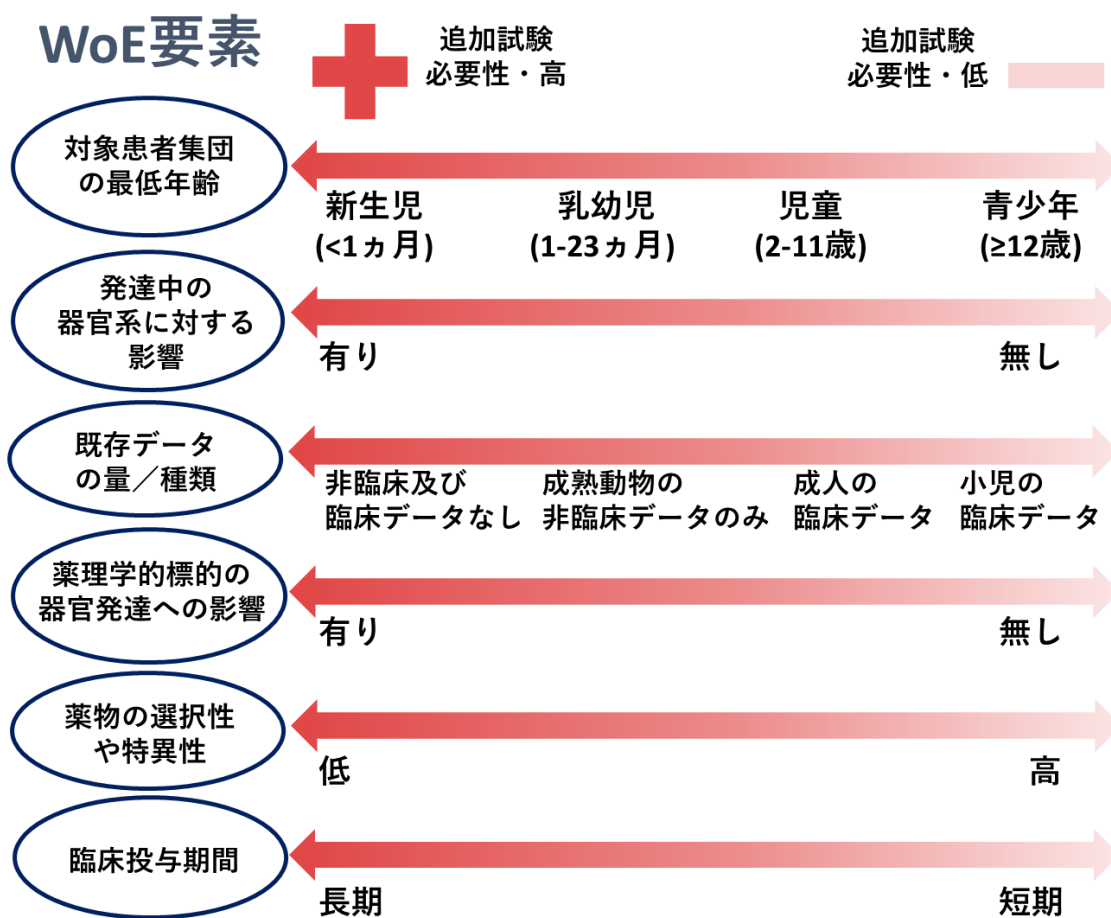 WoE要素
追加試験
必要性・高
追加試験
必要性・低
対象患者集団
の最低年齢
新生児
(<1ヵ月)
乳幼児
(1-23ヵ月)
児童
(2-11歳)
青少年
(≥12歳)
発達中の
器官系に対する
影響
有り
無し
既存データ
の量／種類
非臨床及び
臨床データなし
成熟動物の
非臨床データのみ
成人の
臨床データ
小児の
臨床データ
薬理学的標的の
器官発達への影響
有り
無し
薬物の選択性
や特異性
低
高
臨床投与期間
長期
短期